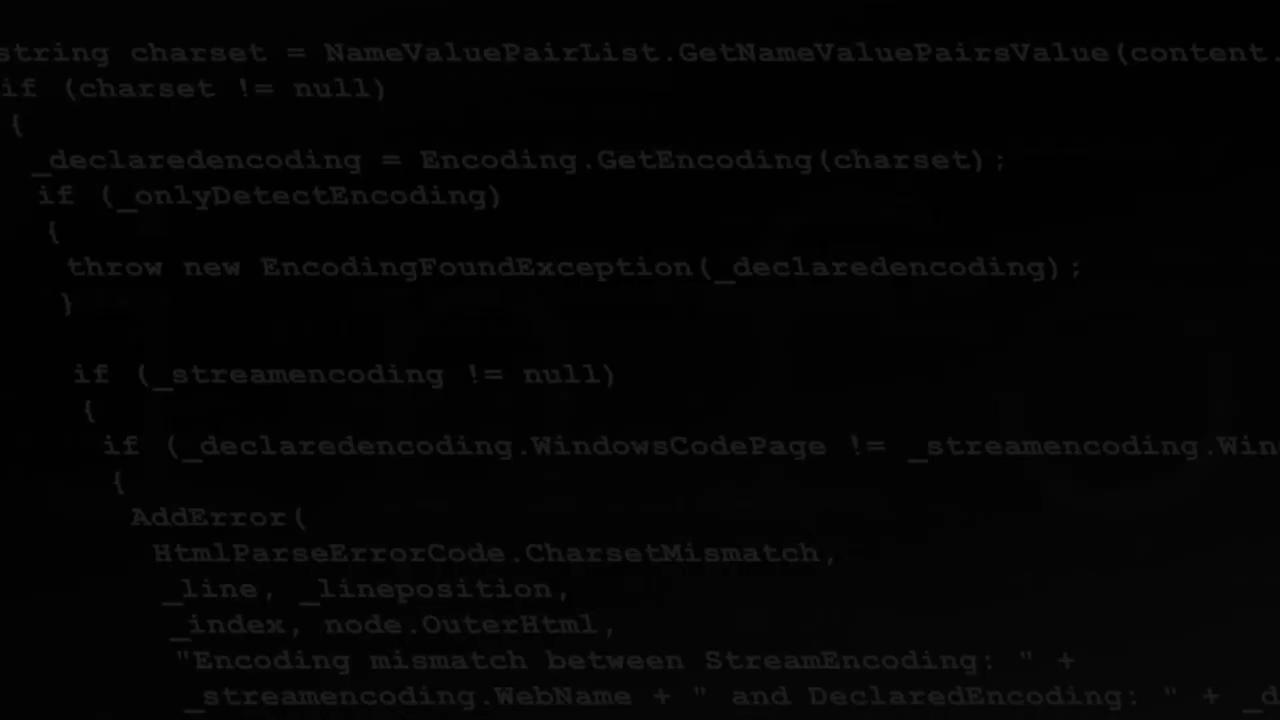 string charset = NameValuePairList.GetNameValuePairsValue(content
if (charset != null)
{
_declaredencoding = Encoding.GetEncoding(charset);
if (_onlyDetectEncoding)
{
throw new EncodingFoundException(_declaredencoding);
}
if (_streamencoding != null)
{
if (_declaredencoding.WindowsCodePage != _streamencoding.Win
{
AddError(
HtmlParseErrorCode.CharsetMismatch,
_line, _lineposition,
_index, node.OuterHtml,
"Encoding mismatch between StreamEncoding: " +
_streamencoding.WebName + " and DeclaredEncoding: " + _d